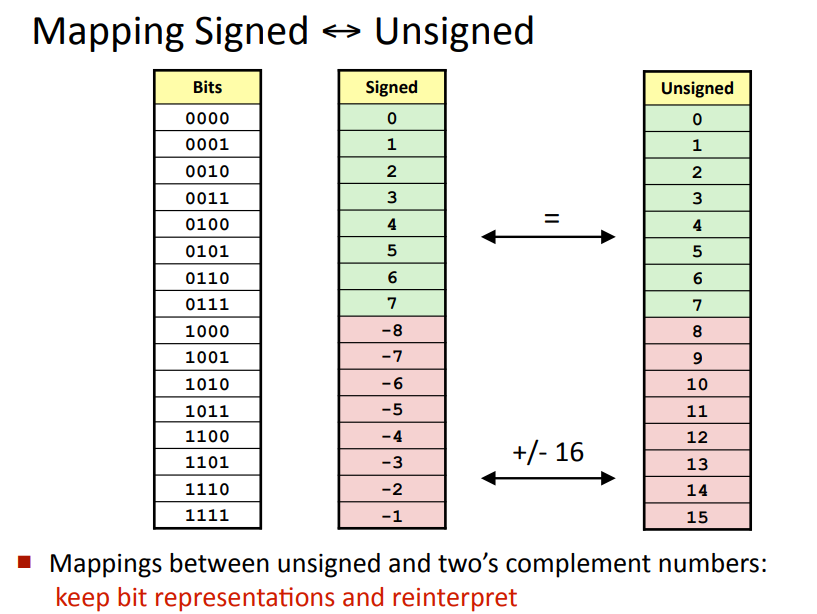 Mapping Signed ↔ Unsigned
Bits Signed Unsigned
0000 0 0
0001 1 1
0010 2 2
0011 3 3
0100 4 4
=
0101 5 5
0110 6 6
0111 7 7
1000 -8 8
1001 -7 9
1010 -6 10
1011 -5 11
1100 -4 12
+/- 16
1101 -3 13
1110 -2 14
1111 -1 15
Mappings between unsigned and two's complement numbers:
keep bit representations and reinterpret